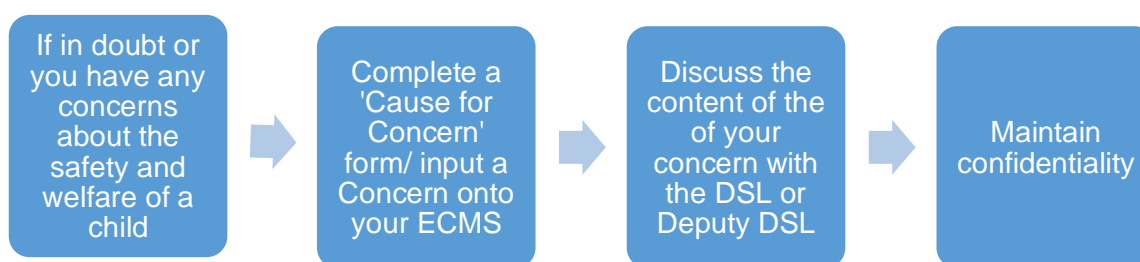 If in doubt or
you have any
concerns
about the
safety and
welfare of a
child
Complete a
'Cause for
Concern'
form/ input a
Concern onto
your ECMS
Discuss the
content of the
of your
concern with
the DSL or
Deputy DSL
Maintain
confidentiality